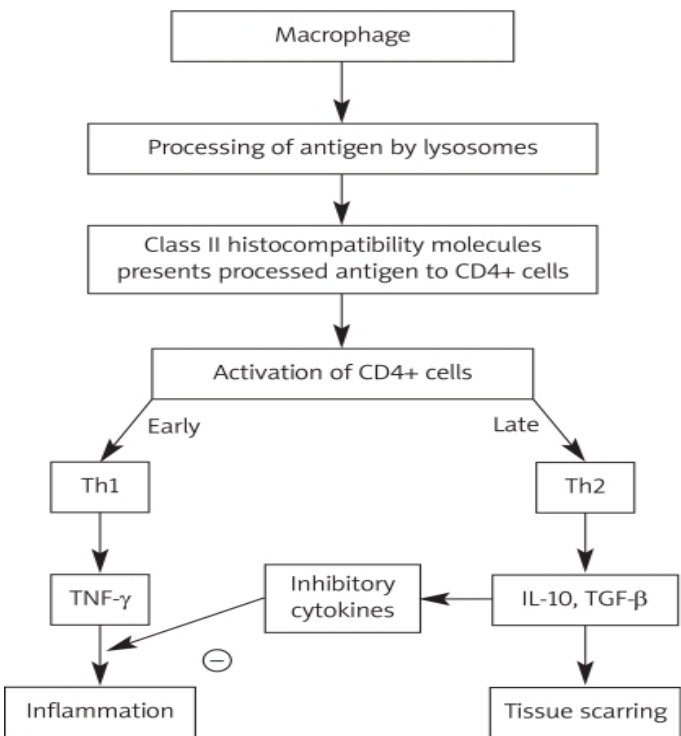 Macrophage
Processing of antigen by lysosomes
Class II histocompatibility molecules
presents processed antigen to CD4+ cells
Activation of CD4+ cells
Early
Late
Th1
Th2
TNF-γ
Inhibitory
cytokines
IL-10, TGF-β
−
Inflammation
Tissue scarring